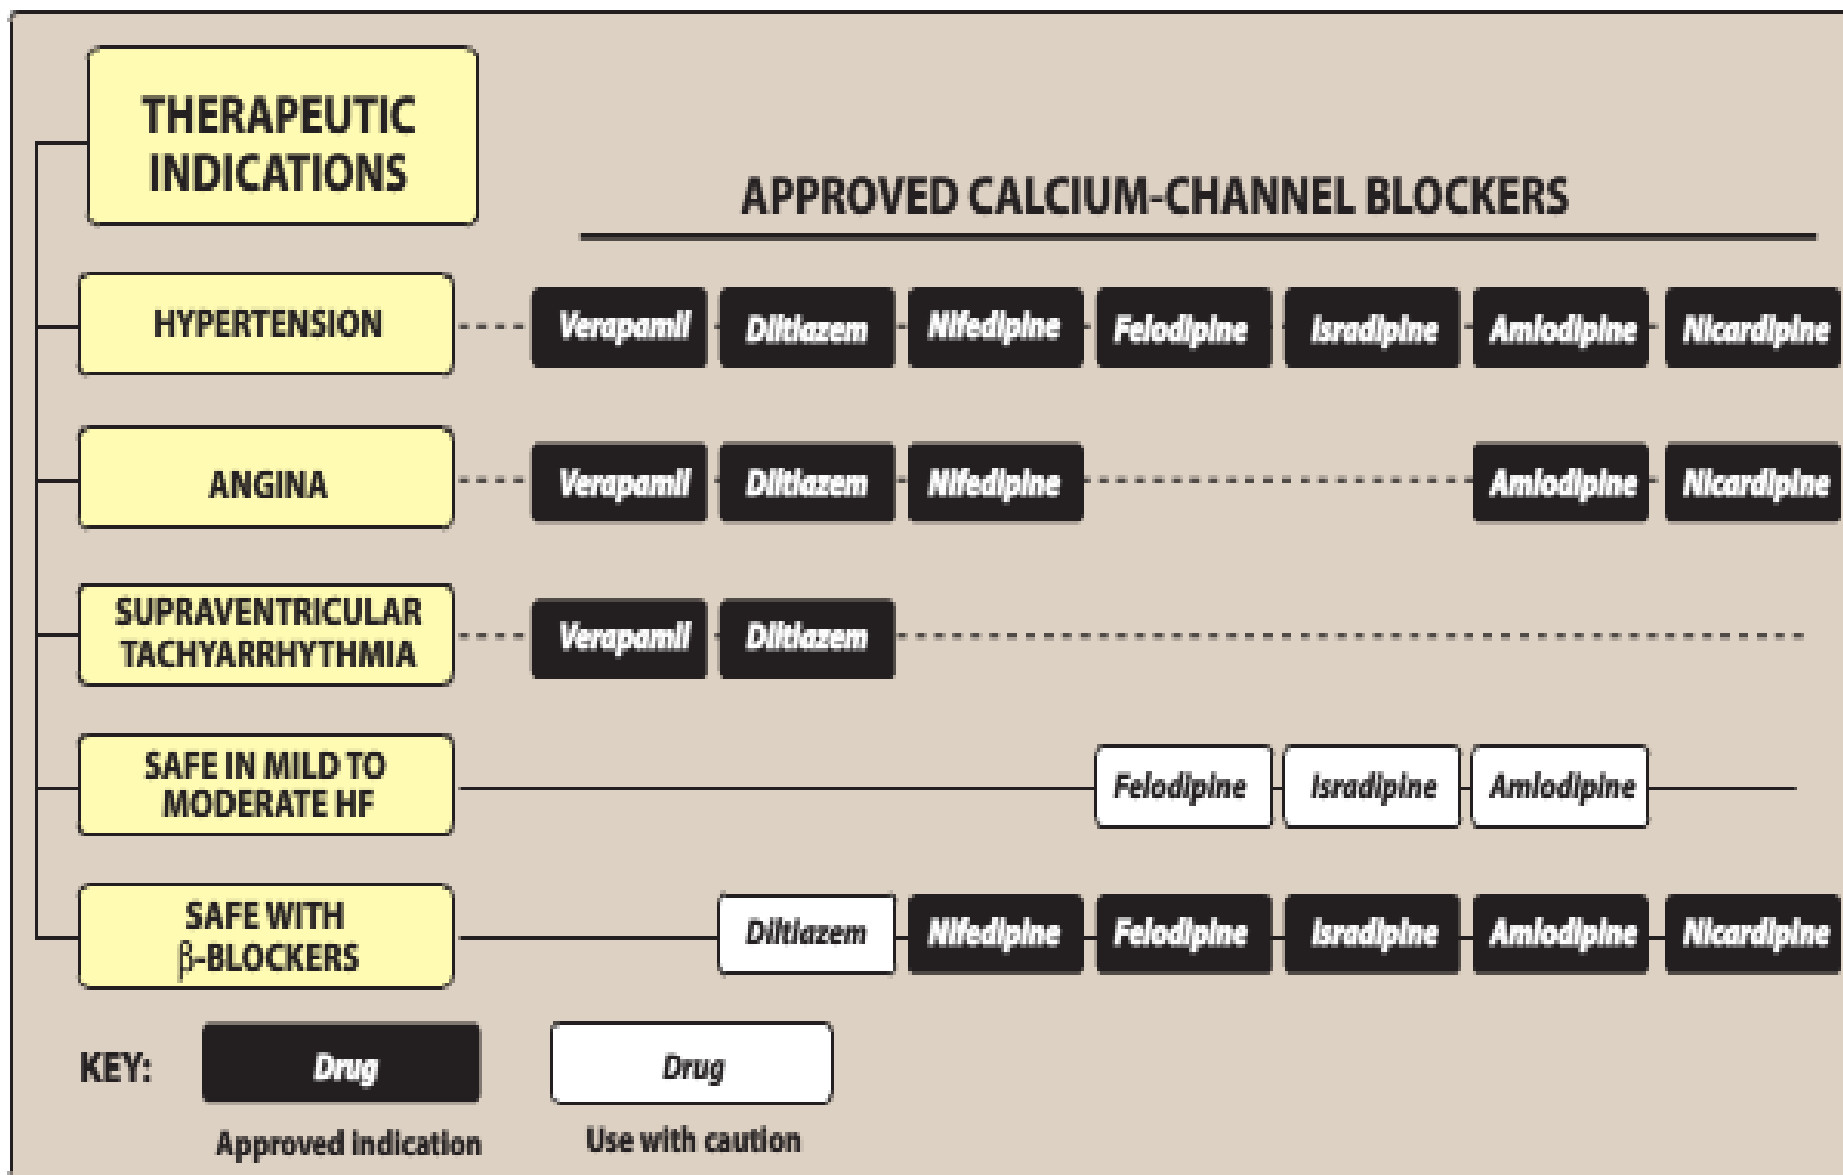 THERAPEUTIC
INDICATIONS
APPROVED CALCIUM-CHANNEL BLOCKERS
HYPERTENSION Verapamil Diltiazem Nifedipine Felodipine Isradipine Amlodipine Nicardipine
ANGINA Verapamil Diltiazem Nifedipine Amlodipine Nicardipine
SUPRAVENTRICULAR
TACHYARRHYTHMIA Verapamil Diltiazem
SAFE IN MILD TO
MODERATE HF Felodipine Isradipine Amlodipine
SAFE WITH
β-BLOCKERS Diltiazem Nifedipine Felodipine Isradipine Amlodipine Nicardipine
KEY: Drug Drug
Approved indication Use with caution